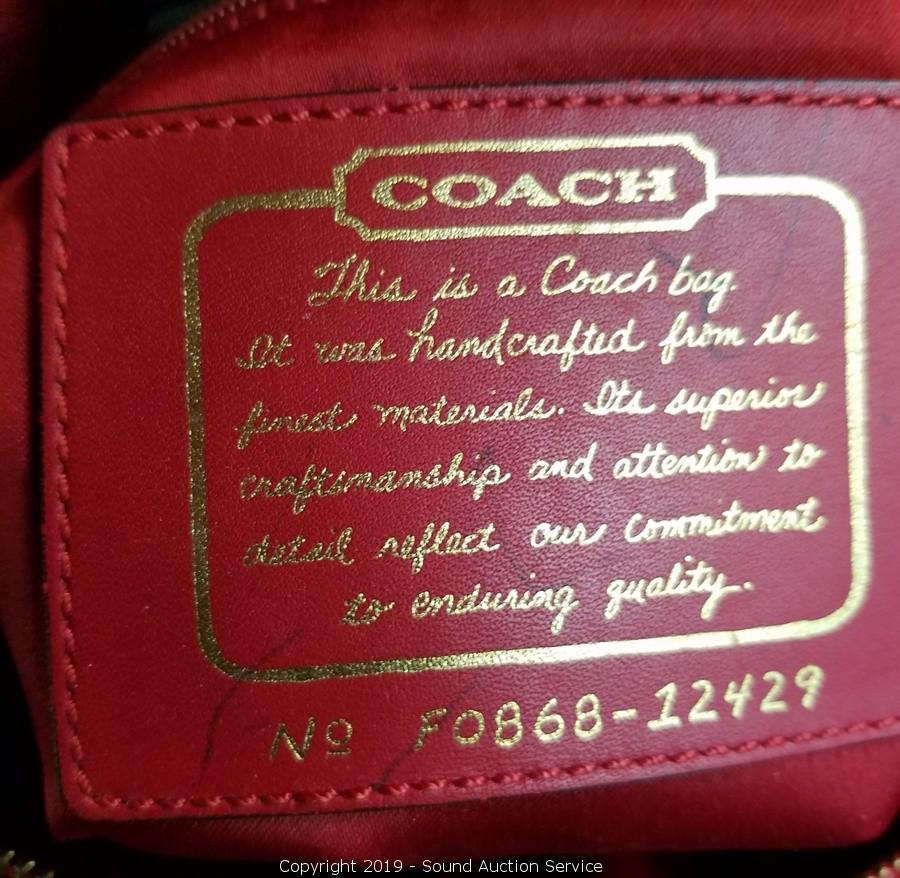 COACH
This is a Coach bag.
It was handcrafted from the
finest materials. Its superior
craftsmanship and attention to
detail reflect our commitment
to enduring quality.
Nº F0868-12429
Copyright 2019 - Sound Auction Service